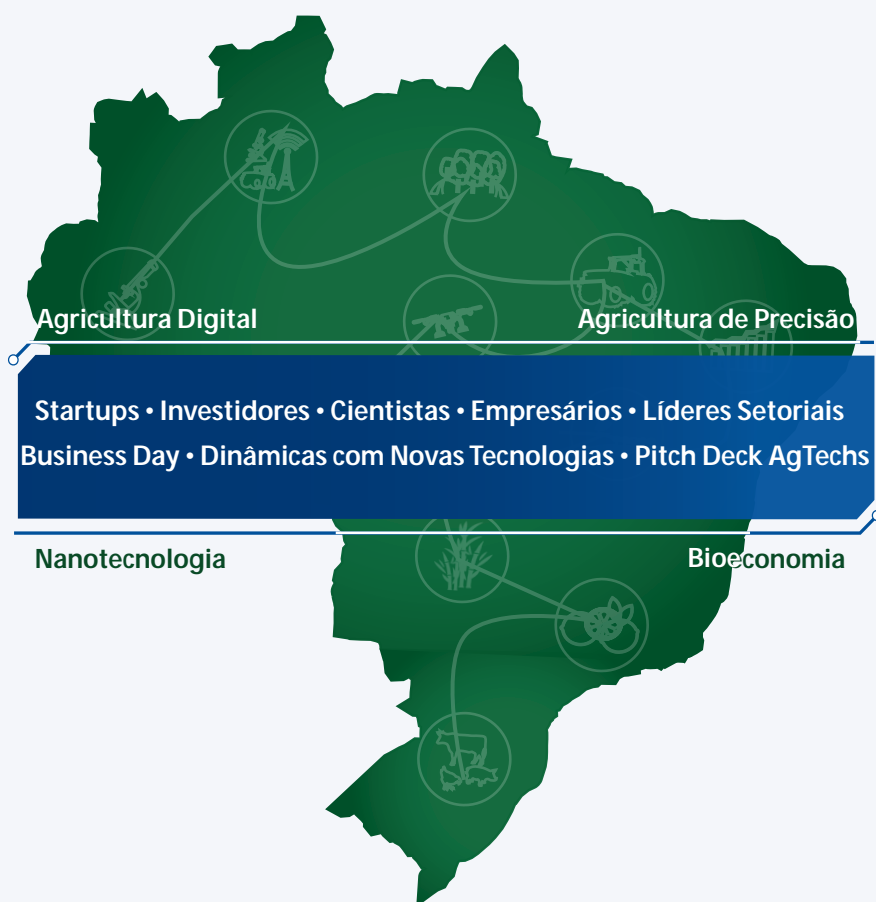 Agricultura Digital
Agricultura de Precisão
Startups • Investidores • Cientistas • Empresários • Líderes Setoriais
Business Day • Dinâmicas com Novas Tecnologias • Pitch Deck AgTechs
Nanotecnologia
Bioeconomia